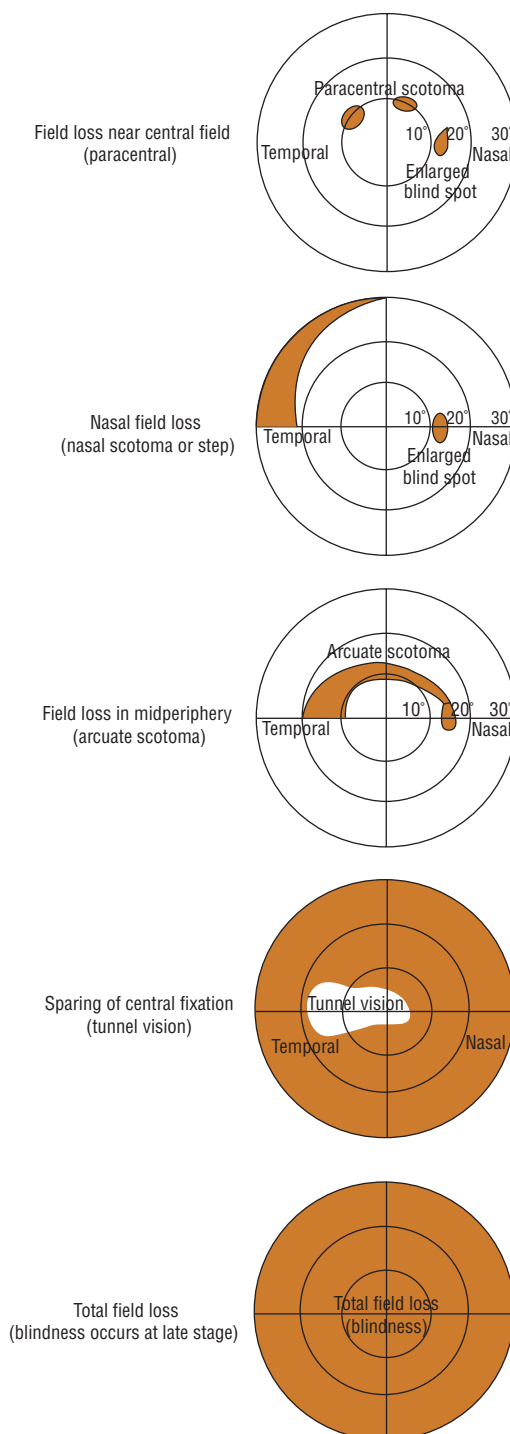 Field loss near central field
(paracentral)
Paracentral scotoma
10° 20° 30°
Temporal
Nasal
Enlarged
blind spot
Nasal field loss
(nasal scotoma or step)
10° 20° 30°
Temporal
Nasal
Enlarged
blind spot
Field loss in midperiphery
(arcuate scotoma)
Arcuate scotoma
10° 20° 30°
Temporal
Nasal
Sparing of central fixation
(tunnel vision)
Tunnel vision
Temporal
Nasal
Total field loss
(blindness occurs at late stage)
Total field loss
(blindness)